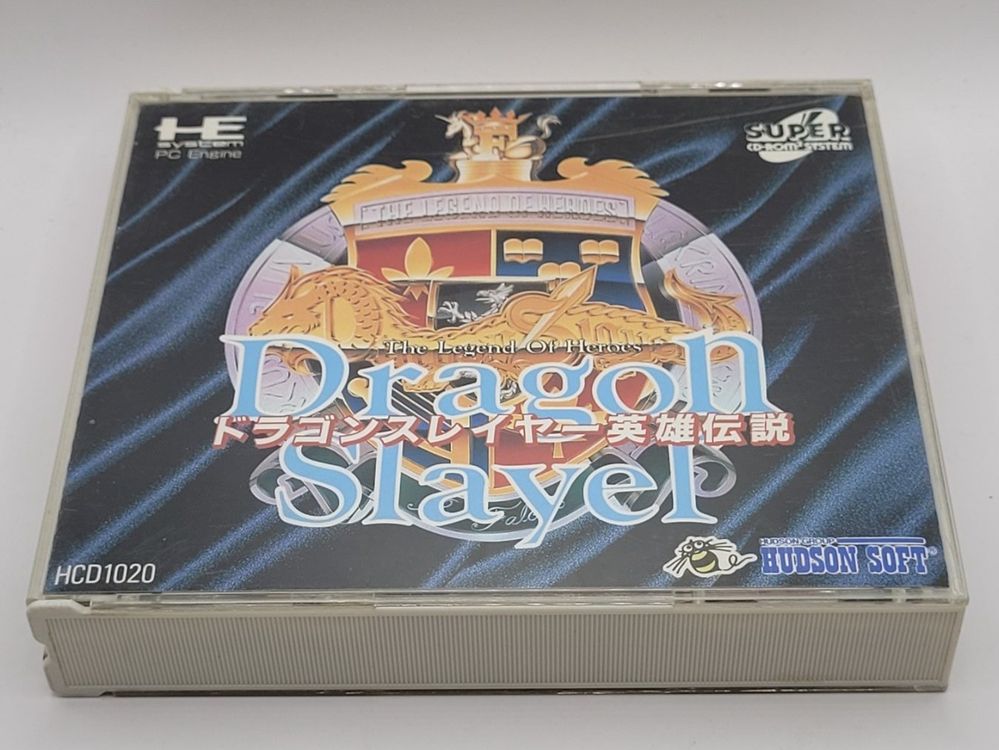 HE
system
PC Engine
SUPER
CD-ROM² SYSTEM
THE LEGEND OF HEROES
The Legend Of Heroes
Dragon
ドラゴンスレイヤー英雄伝説
Slayer
Falcom
HUDSON GROUP
HUDSON SOFT®
HCD1020